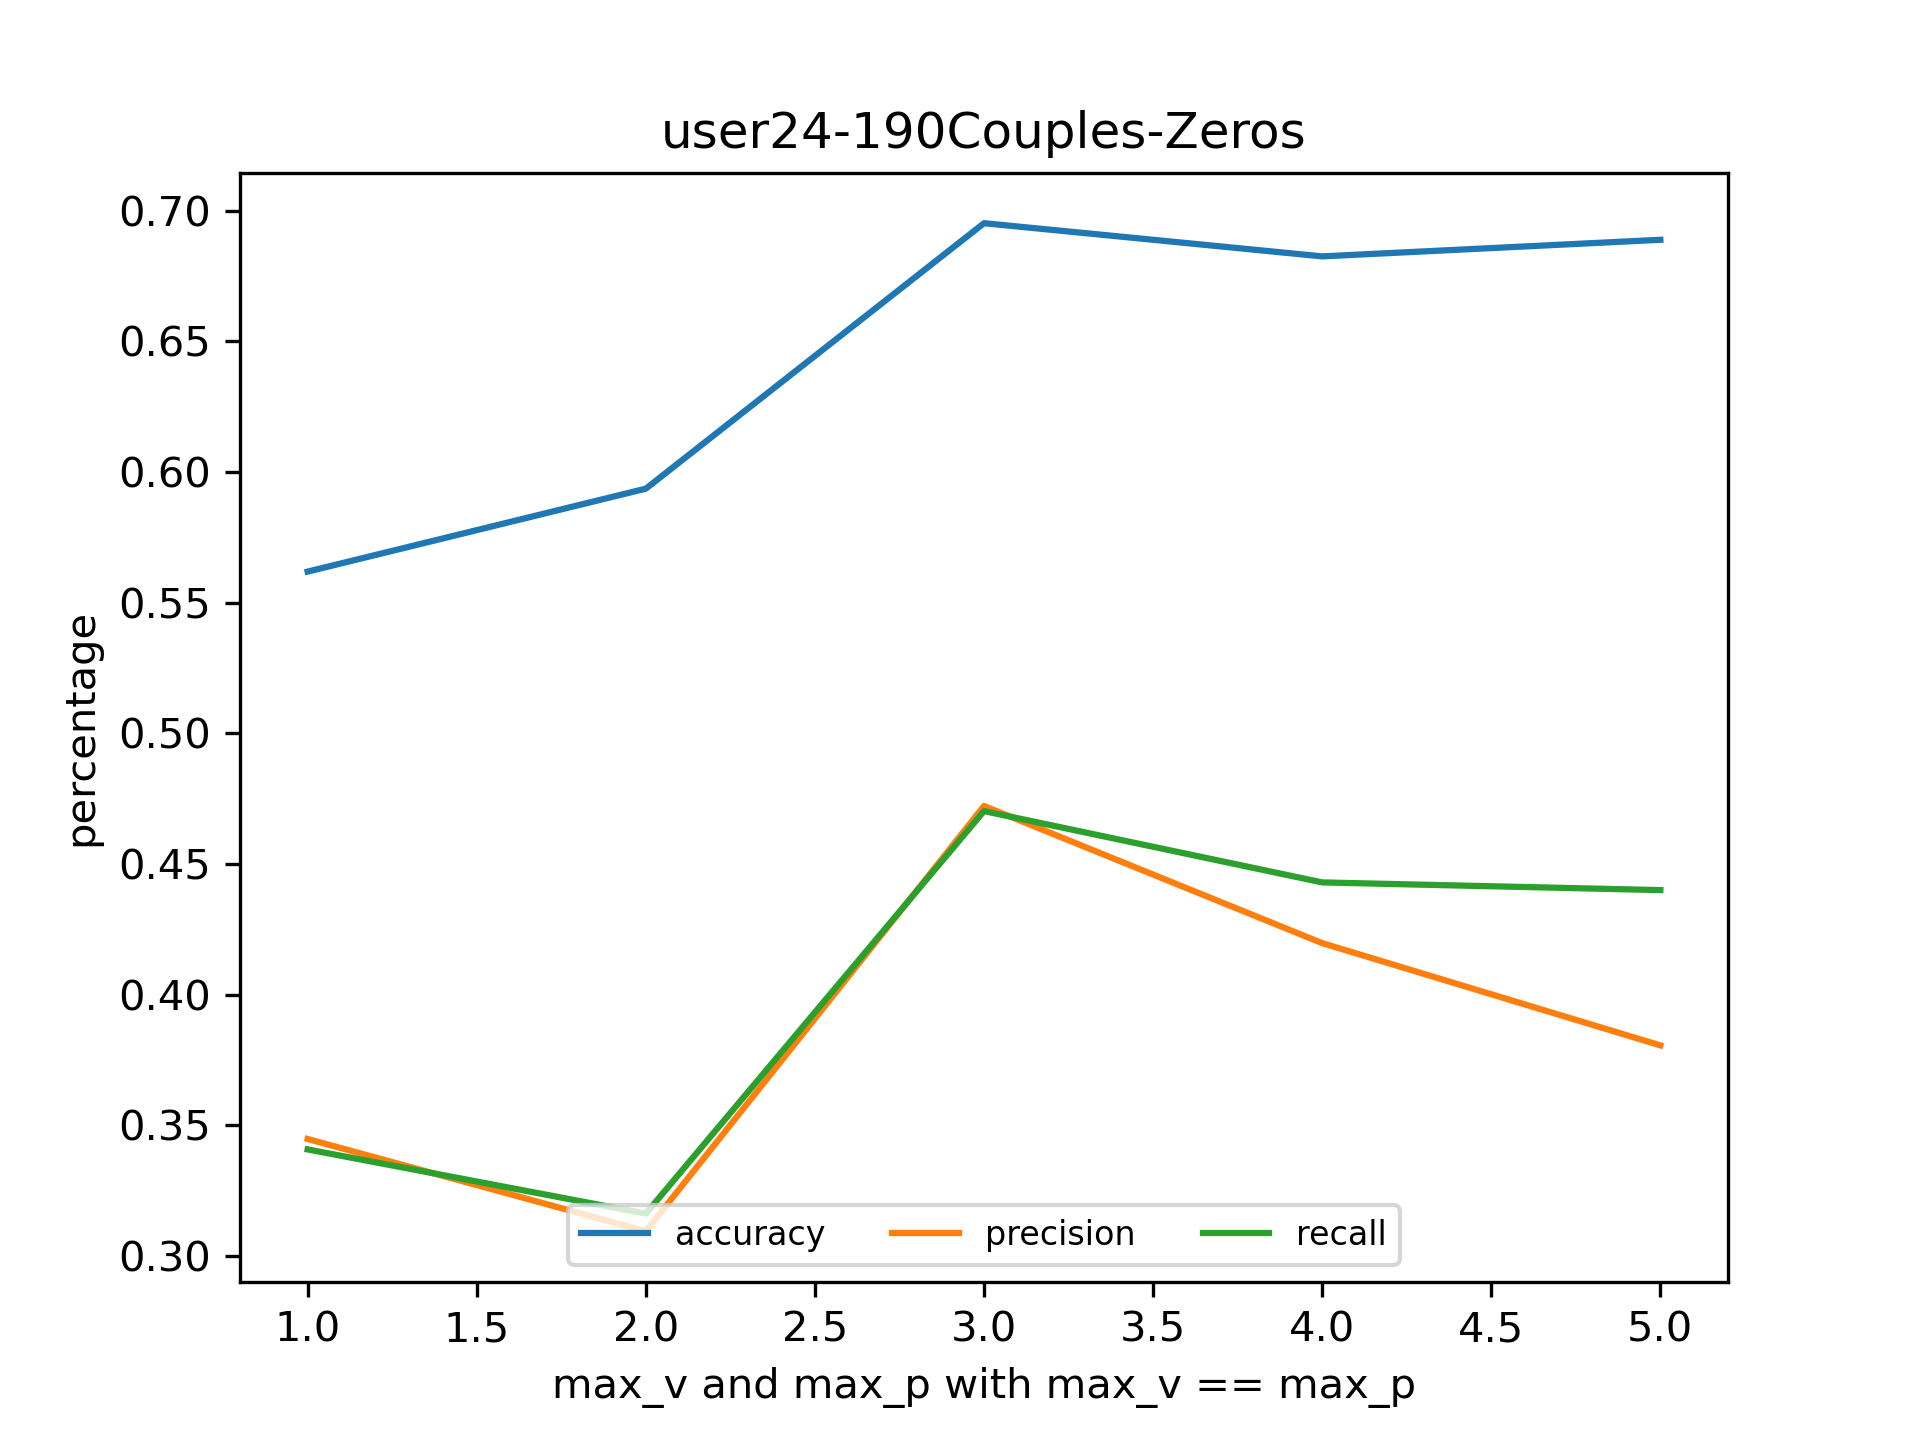 user24-190Couples-Zeros
0.70
0.65
0.60
0.55
0.50
0.45
0.40
0.35
0.30
percentage
accuracy precision recall
1.0 1.5 2.0 2.5 3.0 3.5 4.0 4.5 5.0
max_v and max_p with max_v == max_p